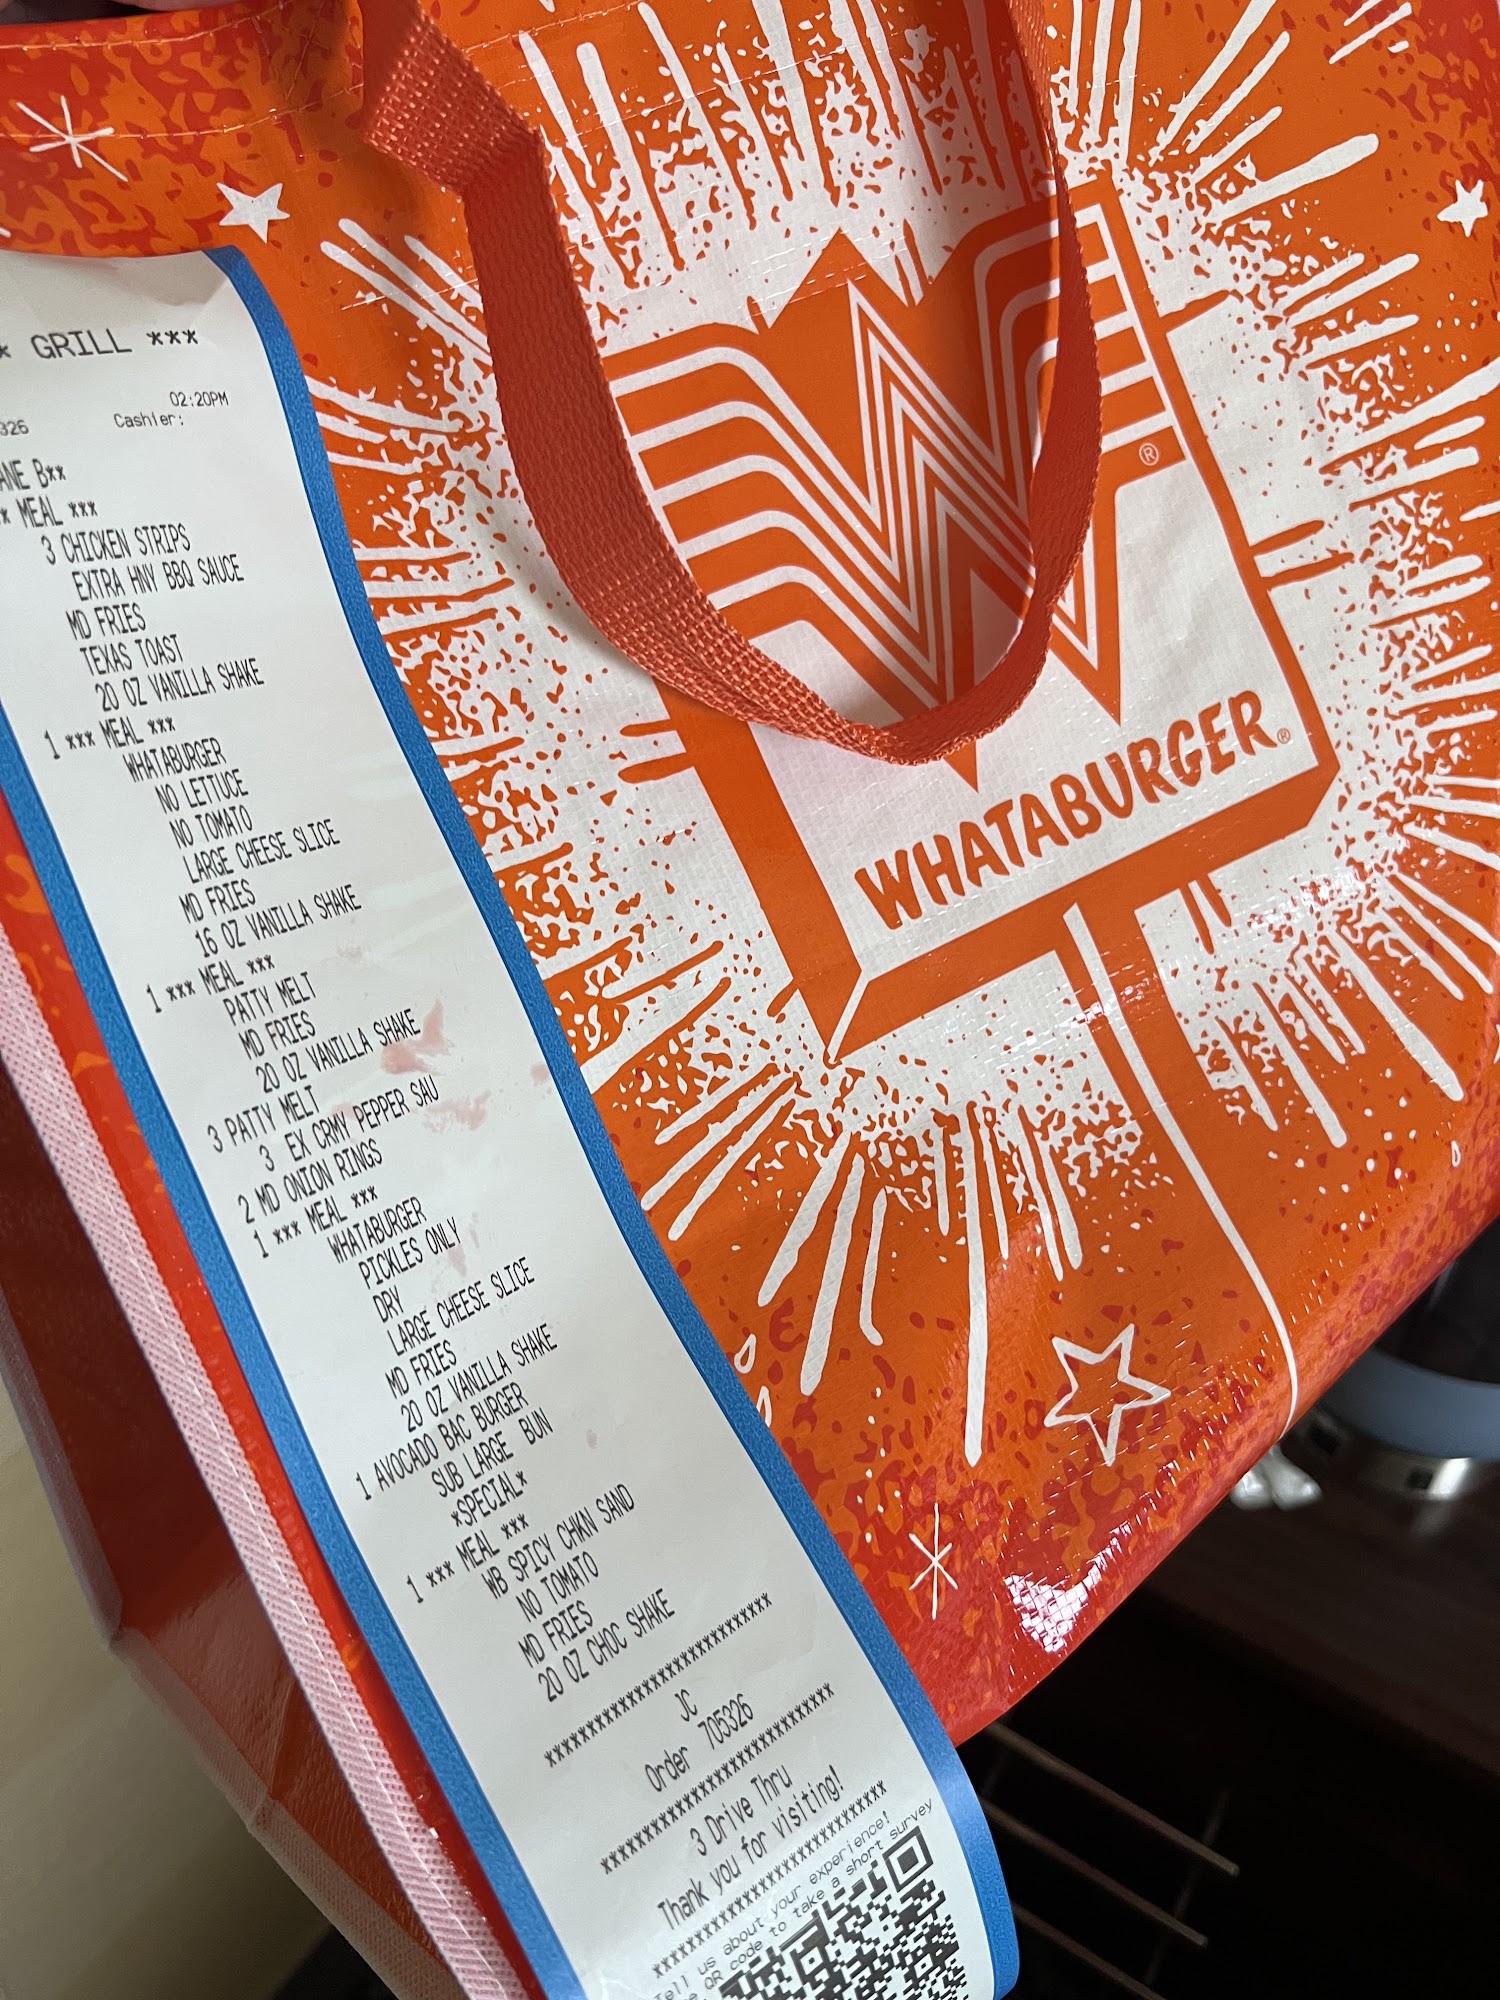 * GRILL ***
02:20PM
326 Cashier:
ANE B**
* MEAL ***
3 CHICKEN STRIPS
EXTRA HNY BBQ SAUCE
MD FRIES
TEXAS TOAST
20 OZ VANILLA SHAKE
1 *** MEAL ***
WHATABURGER
NO LETTUCE
NO TOMATO
LARGE CHEESE SLICE
MD FRIES
16 OZ VANILLA SHAKE
1 *** MEAL ***
PATTY MELT
MD FRIES
20 OZ VANILLA SHAKE
3 PATTY MELT
3 EX CRMY PEPPER SAU
2 MD ONION RINGS
1 *** MEAL ***
WHATABURGER
PICKLES ONLY
DRY
LARGE CHEESE SLICE
MD FRIES
20 OZ VANILLA SHAKE
1 AVOCADO BAC BURGER
SUB LARGE BUN
*SPECIAL*
1 *** MEAL ***
WB SPICY CHKN SAND
NO TOMATO
MD FRIES
20 OZ CHOC SHAKE
******************************
JC
Order 705326
******************************
3 Drive Thru
Thank you for visiting!
******************************
Tell us about your experience!
QR code to take a short survey
W ®
WHATABURGER®